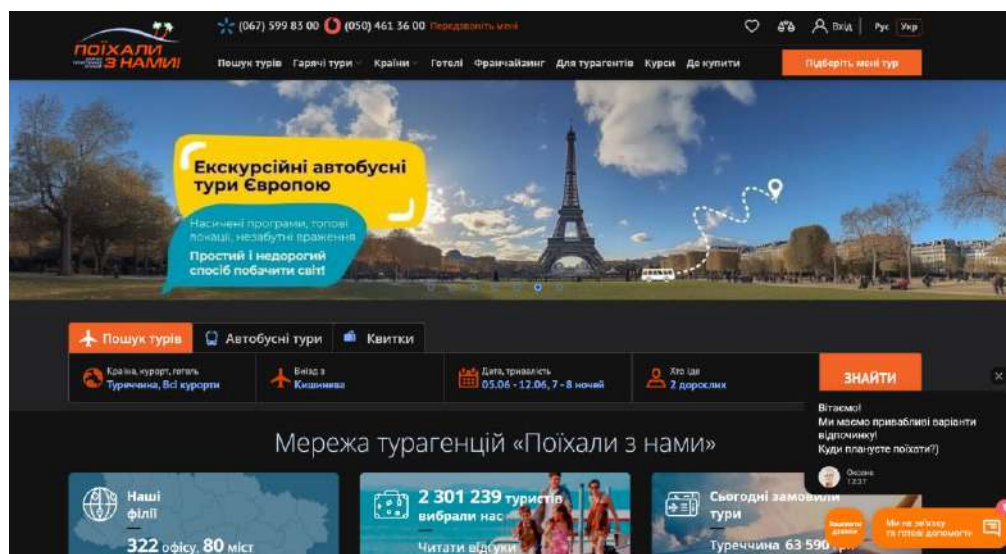 ПОЇХАЛИ
З НАМИ!
(067) 599 83 00 (050) 461 36 00 Передзвоніть мені
Вхід Рус Укр
Пошук турів Гарячі тури Країни Готелі Франчайзинг Для турагентів Курси Де купити
Підберіть мені тур
Екскурсійні автобусні
тури Європою
Насичені програми, топові
локації, незабутні враження
Простий і недорогий
спосіб побачити світ!
Пошук турів Автобусні тури Квитки
Країна, курорт, готель
Туреччина, Всі курорти
Виїзд з
Кишинева
Дата, тривалість
05.06 - 12.06, 7 - 8 ночей
Хто їде
2 дорослих
ЗНАЙТИ
Вітаємо!
Ми маємо привабливі варіанти
відпочинку!
Куди плануєте поїхати?)
Оксана
12:37
Мережа турагенцій «Поїхали з нами»
Наші
філії
322 офісу, 80 міст
2 301 239 туристів
вибрали нас
Читати відгуки
Сьогодні замовили
тури
Туреччина 63 590
Замовити
дзвінок
Ми на зв'язку
та готові допомогти